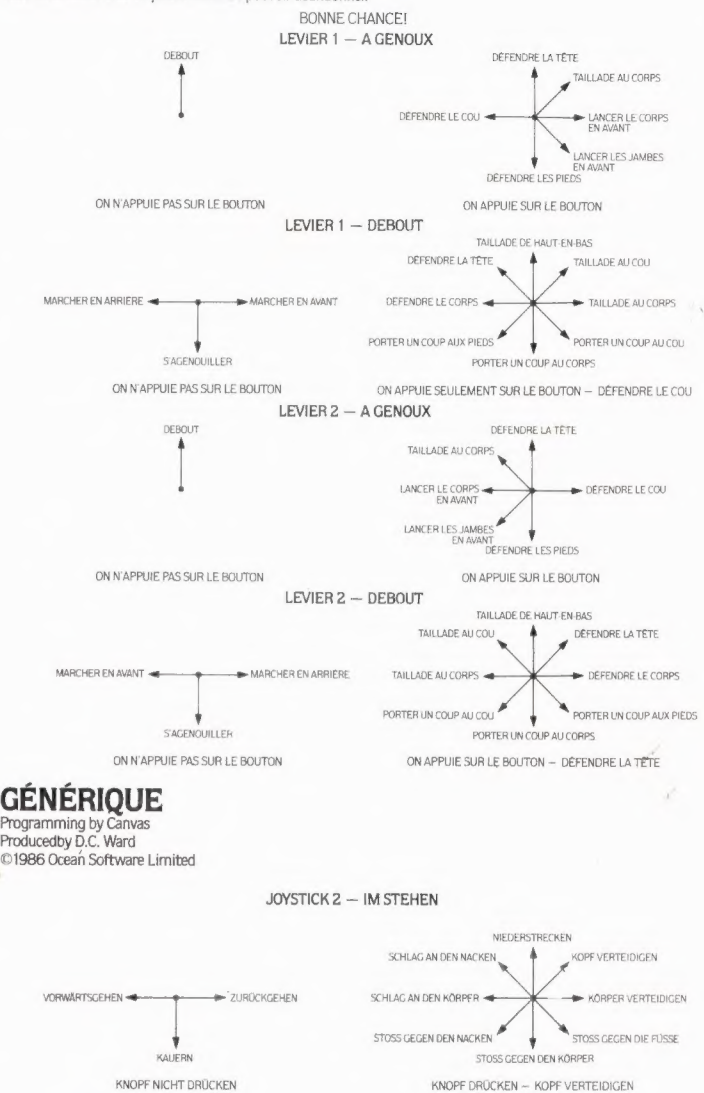 BONNE CHANCE!
LEVIER 1 — A GENOUX
DEBOUT
DÉFENDRE LA TÊTE
TAILLADE AU CORPS
DÉFENDRE LE COU
LANCER LE CORPS
EN AVANT
LANCER LES JAMBES
EN AVANT
DÉFENDRE LES PIEDS
ON N'APPUIE PAS SUR LE BOUTON
ON APPUIE SUR LE BOUTON
LEVIER 1 — DEBOUT
TAILLADE DE HAUT-EN-BAS
DÉFENDRE LA TÊTE
TAILLADE AU COU
MARCHER EN ARRIÈRE
MARCHER EN AVANT
DÉFENDRE LE CORPS
TAILLADE AU CORPS
PORTER UN COUP AUX PIEDS
PORTER UN COUP AU COU
S'AGENOUILLER
PORTER UN COUP AU CORPS
ON N'APPUIE PAS SUR LE BOUTON
ON APPUIE SEULEMENT SUR LE BOUTON — DÉFENDRE LE COU
LEVIER 2 — A GENOUX
DEBOUT
DÉFENDRE LA TÊTE
TAILLADE AU CORPS
LANCER LE CORPS
EN AVANT
DÉFENDRE LE COU
LANCER LES JAMBES
EN AVANT
DÉFENDRE LES PIEDS
ON N'APPUIE PAS SUR LE BOUTON
ON APPUIE SUR LE BOUTON
LEVIER 2 — DEBOUT
TAILLADE DE HAUT-EN-BAS
TAILLADE AU COU
DÉFENDRE LA TÊTE
MARCHER EN AVANT
MARCHER EN ARRIÈRE
TAILLADE AU CORPS
DÉFENDRE LE CORPS
PORTER UN COUP AU COU
PORTER UN COUP AUX PIEDS
S'AGENOUILLER
PORTER UN COUP AU CORPS
ON N'APPUIE PAS SUR LE BOUTON
ON APPUIE SUR LE BOUTON — DÉFENDRE LA TÊTE
GÉNÉRIQUE
Programming by Canvas
Producedby D.C. Ward
©1986 Ocean Software Limited
JOYSTICK 2 — IM STEHEN
NIEDERSTRECKEN
SCHLAG AN DEN NACKEN
KOPF VERTEIDIGEN
VORWÄRTSGEHEN
ZURÜCKGEHEN
SCHLAG AN DEN KÖRPER
KÖRPER VERTEIDIGEN
STOSS GEGEN DEN NACKEN
STOSS GEGEN DIE FÜSSE
KAUERN
STOSS GEGEN DEN KÖRPER
KNOPF NICHT DRÜCKEN
KNOPF DRÜCKEN — KOPF VERTEIDIGEN